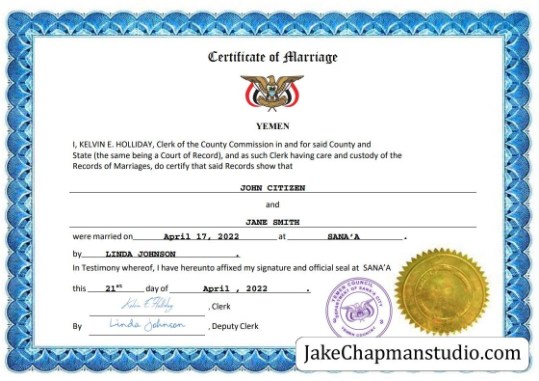 Certificate of Marriage
YEMEN
I, KELVIN E. HOLLIDAY, Clerk of the County Commission in and for said County and
State (the same being a Court of Record), and as such Clerk having care and custody of the
Records of Marriages, do certify that said Records show that
JOHN CITIZEN
and
JANE SMITH
were married on April 17, 2022 at SANA'A .
by LINDA JOHNSON .
In Testimony whereof, I have hereunto affixed my signature and official seal at SANA'A
this 21st day of April , 2022 .
Kelvin E. Holliday , Clerk
By Linda Johnson , Deputy Clerk
YEMEN COUNCIL
YEMEN COUNTRY
JakeChapmanstudio.com